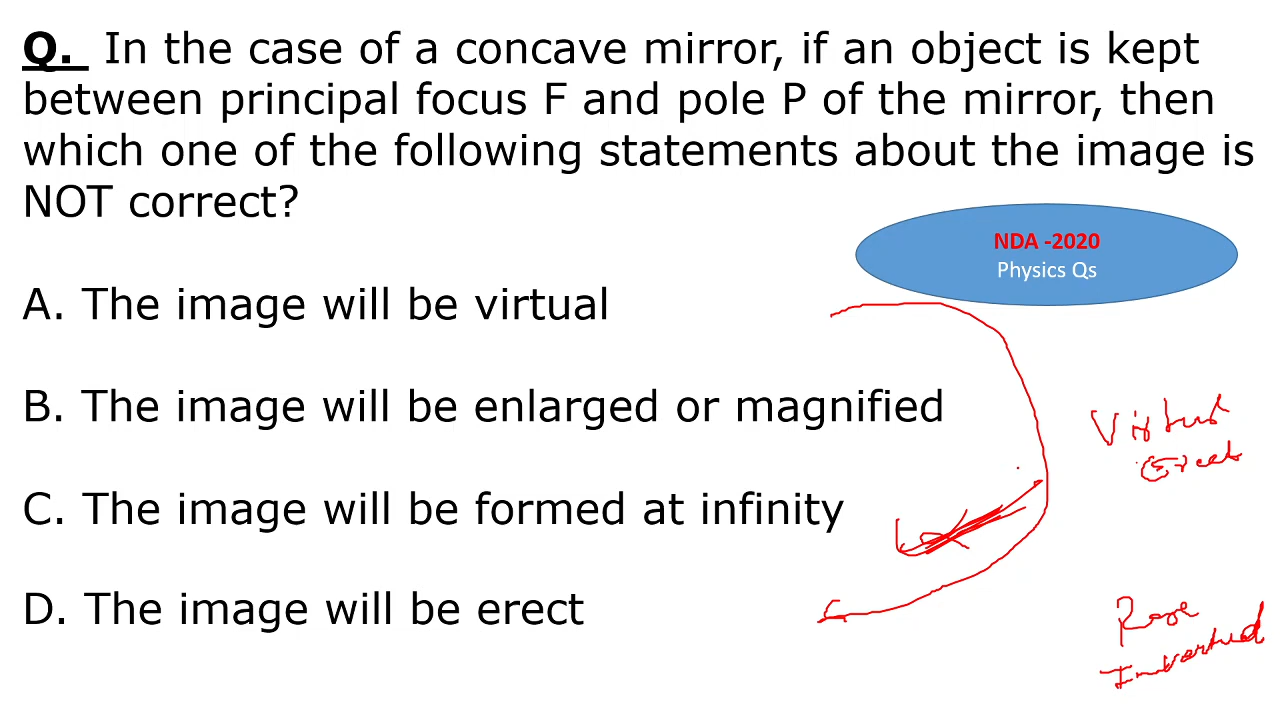 Q. In the case of a concave mirror, if an object is kept
between principal focus F and pole P of the mirror, then
which one of the following statements about the image is
NOT correct?
NDA -2020
Physics Qs
A. The image will be virtual
B. The image will be enlarged or magnified
Virtual
Erect
C. The image will be formed at infinity
D. The image will be erect